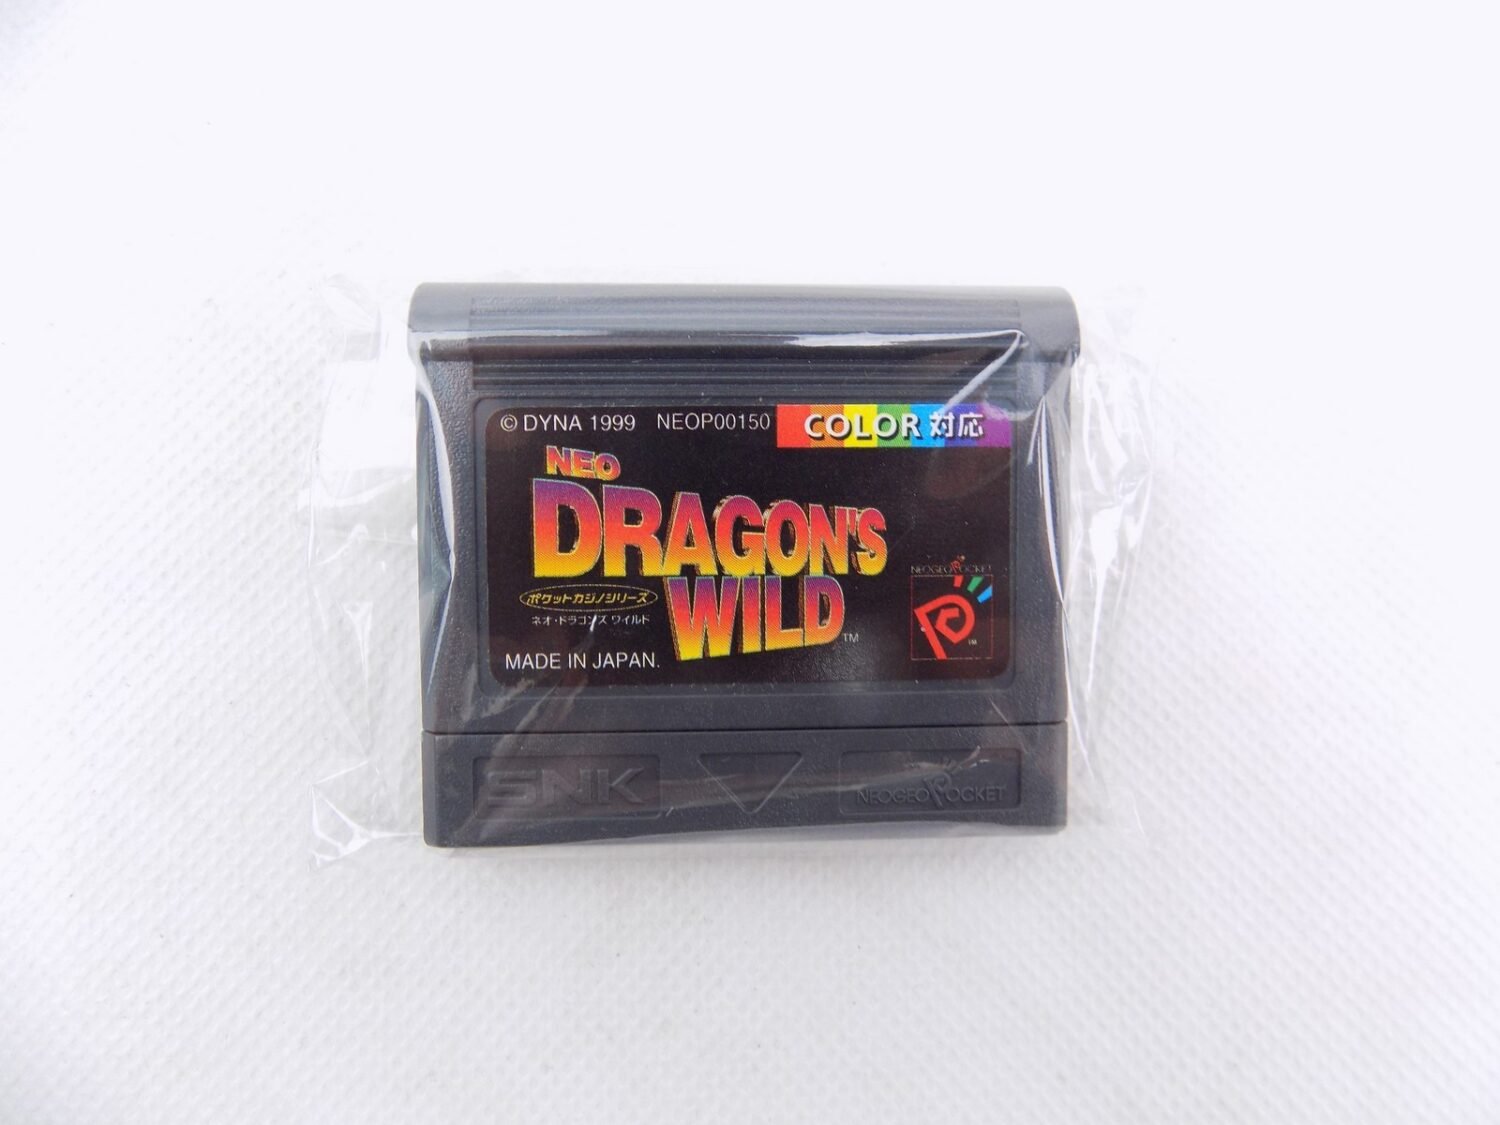 © DYNA 1999 NEOP00150 COLOR 対応
NEO
DRAGON'S
WILD™
ポケットカジノシリーズ
ネオ・ドラゴンズ ワイルド
MADE IN JAPAN.
NEOGEO POCKET
TM
SNK
NEOGEO POCKET